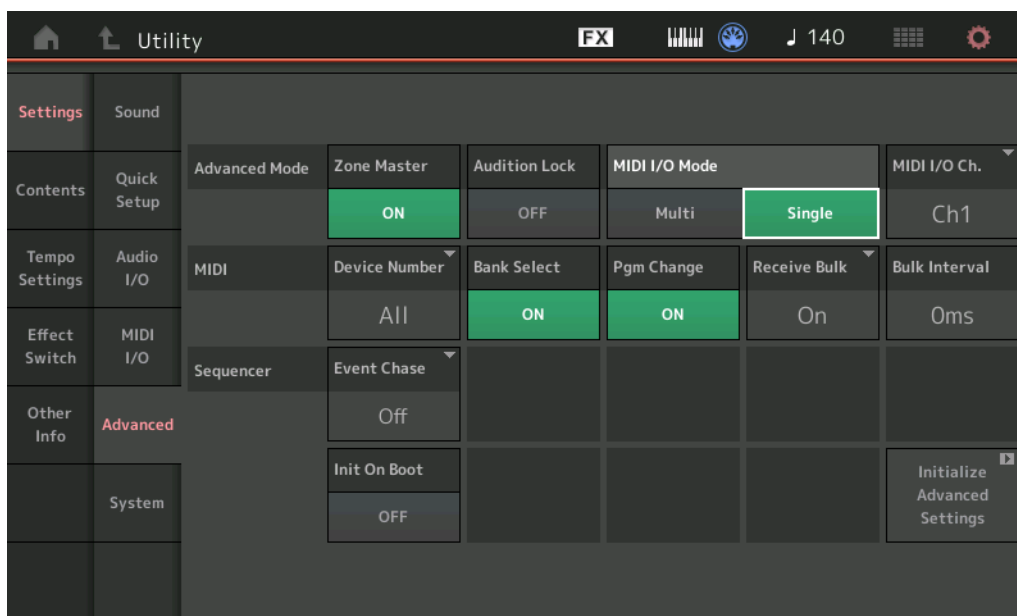 Utility
FX
♩ 140
Settings
Sound
Contents
Quick
Setup
Tempo
Settings
Audio
I/O
Effect
Switch
MIDI
I/O
Other
Info
Advanced
System
Advanced Mode
Zone Master
ON
Audition Lock
OFF
MIDI I/O Mode
Multi
Single
MIDI I/O Ch.
Ch1
MIDI
Device Number
All
Bank Select
ON
Pgm Change
ON
Receive Bulk
On
Bulk Interval
0ms
Sequencer
Event Chase
Off
Init On Boot
OFF
Initialize
Advanced
Settings